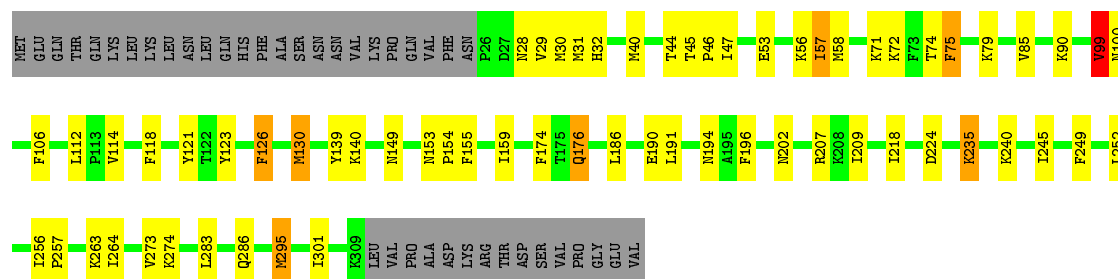 MET GLU GLN THR GLN LYS LEU LYS LEU ASN LEU GLN HIS PHE ALA SER ASN ASN VAL LYS PRO GLN VAL PHE ASN P26 D27 N28 V29 M30 M31 H32 M40 T44 T45 P46 I47 E53 K56 I57 M58 K71 K72 F73 T74 F75 K79 V85 K90 V99 N100
F106 L112 P113 V114 F118 Y121 T122 Y123 F126 M130 Y139 K140 N149 N153 P154 F155 I159 F174 T175 Q176 L186 E190 L191 N194 A195 F196 N202 R207 K208 I209 I218 D224 K235 K240 I245 F249
I256 P257 K263 I264 V273 K274 L283 Q286 M295 I301 K309 LEU VAL PRO ALA ASP LYS ARG THR ASP SER VAL PRO GLY GLU VAL